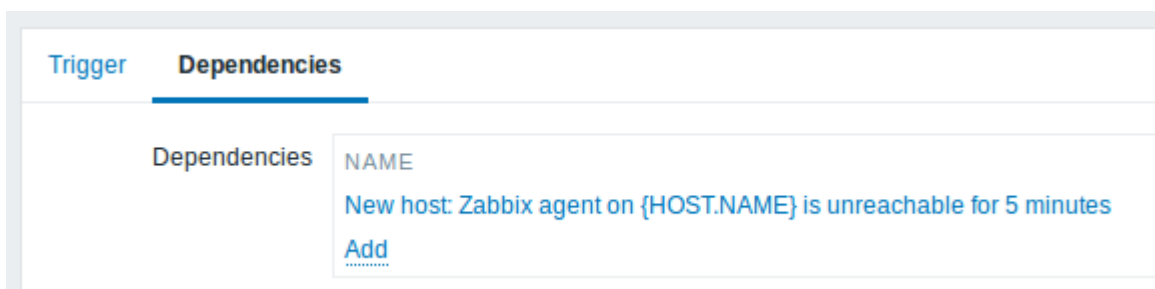 Trigger Dependencies
Dependencies NAME
New host: Zabbix agent on {HOST.NAME} is unreachable for 5 minutes
Add